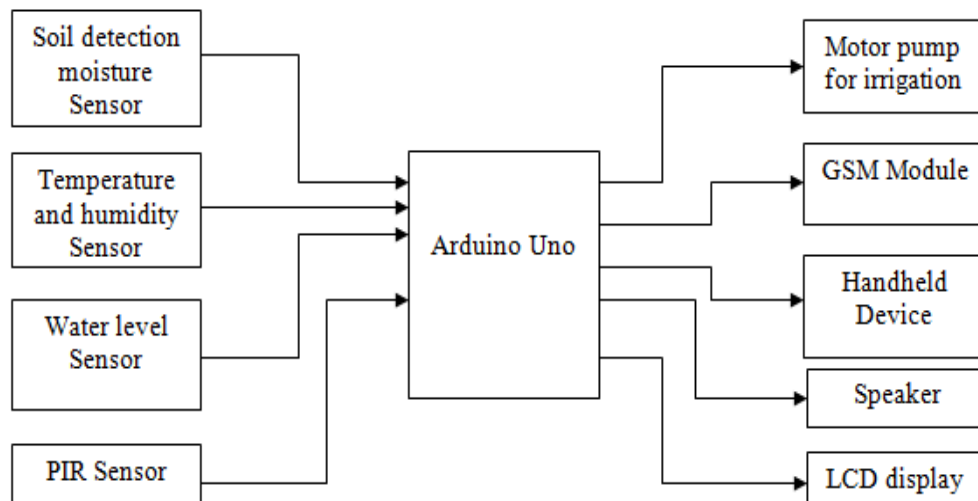 Soil detection
moisture
Sensor
Temperature
and humidity
Sensor
Water level
Sensor
PIR Sensor
Arduino Uno
Motor pump
for irrigation
GSM Module
Handheld
Device
Speaker
LCD display